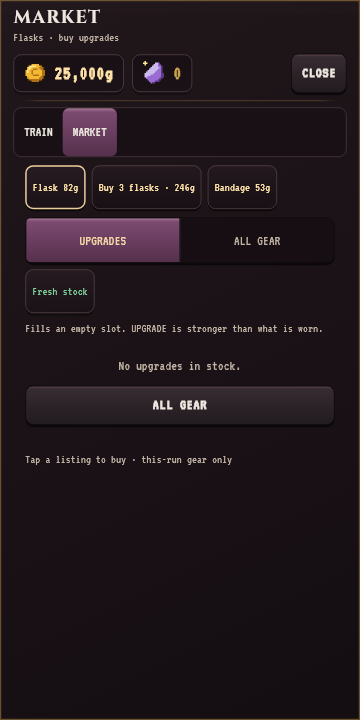 MARKET
Flasks · buy upgrades
25,000g
0
CLOSE
TRAIN
MARKET
Flask 82g
Buy 3 flasks · 246g
Bandage 53g
UPGRADES
ALL GEAR
Fresh stock
Fills an empty slot. UPGRADE is stronger than what is worn.
No upgrades in stock.
ALL GEAR
Tap a listing to buy · this-run gear only